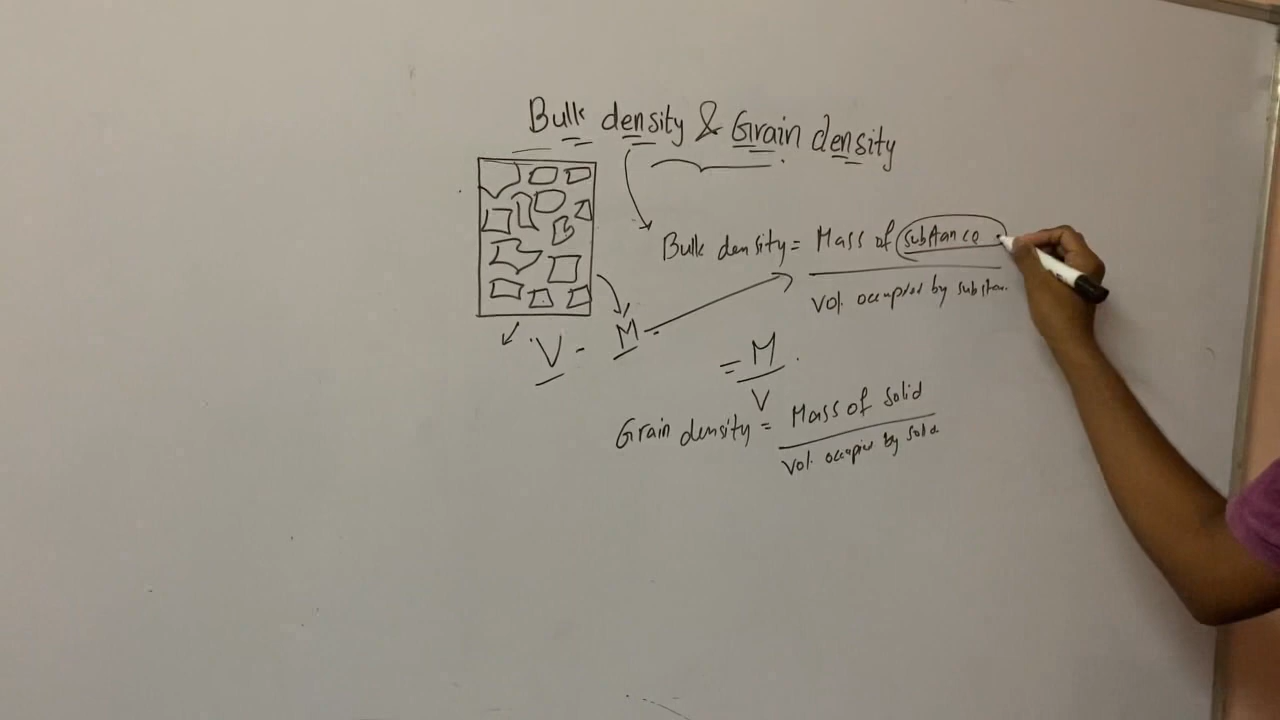 Bulk density & Grain density
Bulk density = Mass of substance
Vol. occupied by substan.
V - M
= M
V
Grain density = Mass of solid
Vol. occupied by solid